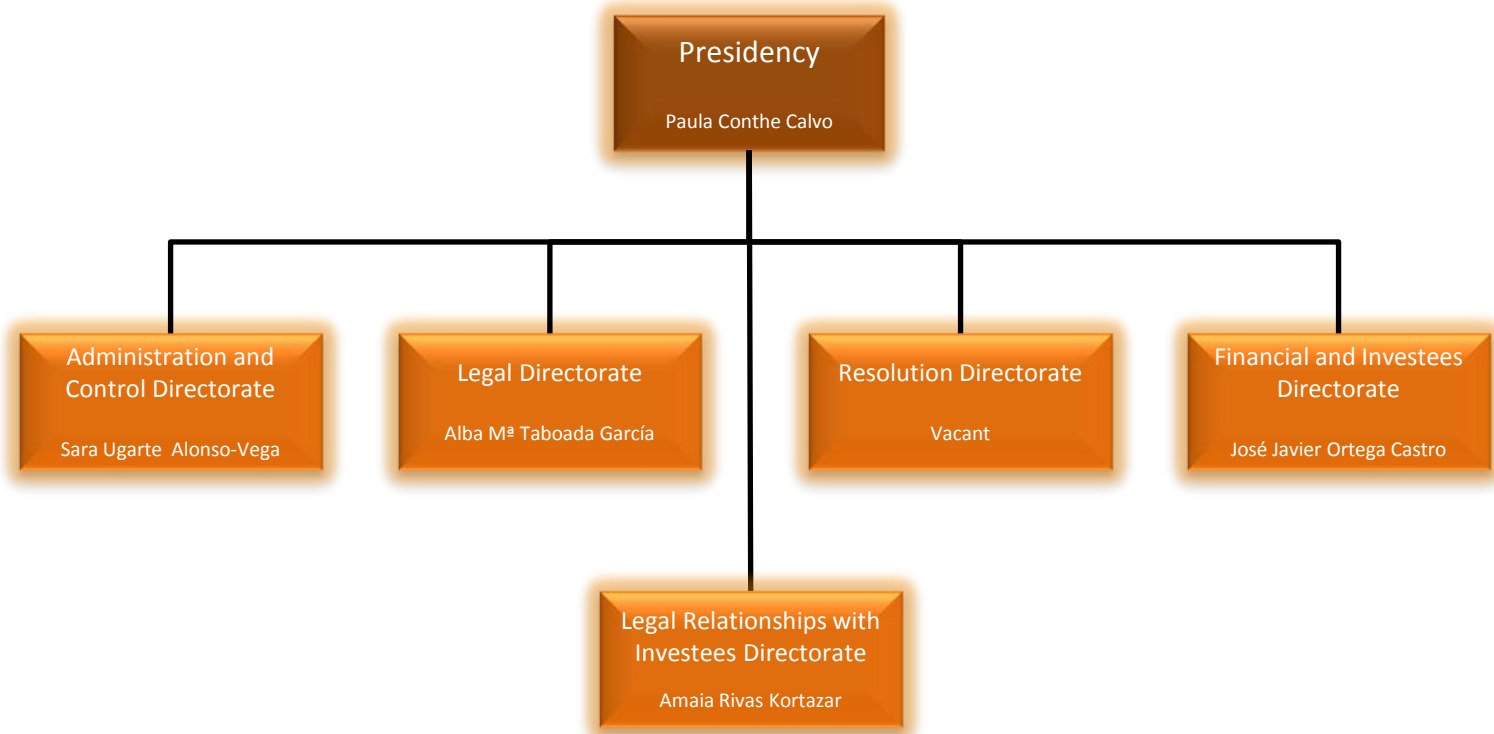 Presidency
Paula Conthe Calvo
Administration and
Control Directorate
Sara Ugarte  Alonso-Vega
Legal Directorate
Alba Mª Taboada García
Resolution Directorate
Vacant
Financial and Investees
Directorate
José Javier Ortega Castro
Legal Relationships with
Investees Directorate
Amaia Rivas Kortazar